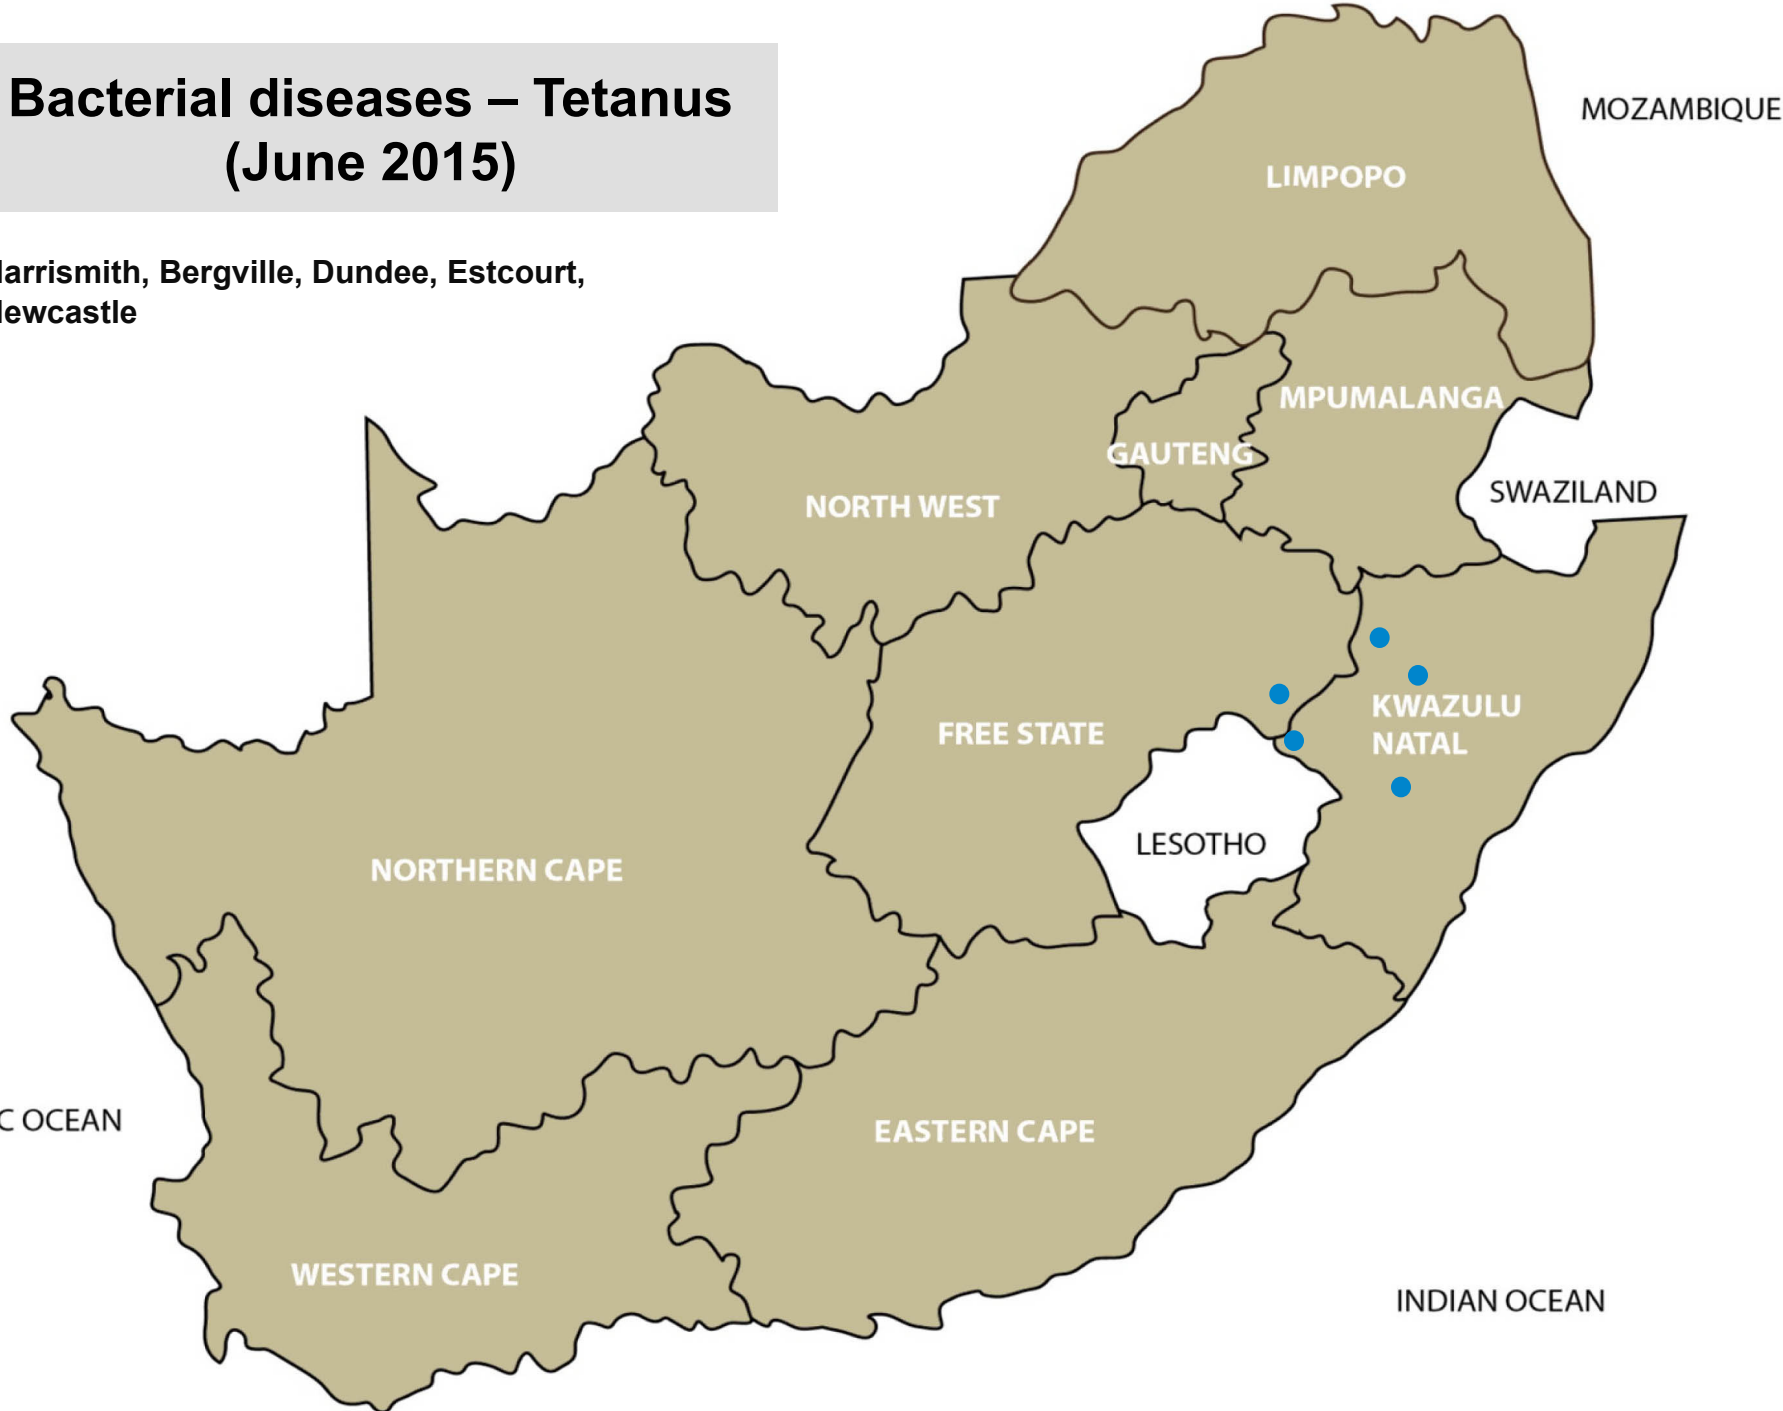 Bacterial diseases – Tetanus
(June 2015)
MOZAMBIQUE
LIMPOPO
arrismith, Bergville, Dundee, Estcourt,
ewcastle
MPUMALANGA
GAUTENG
NORTH WEST
SWAZILAND
KWAZULU
NATAL
FREE STATE
LESOTHO
NORTHERN CAPE
C OCEAN
EASTERN CAPE
WESTERN CAPE
INDIAN OCEAN